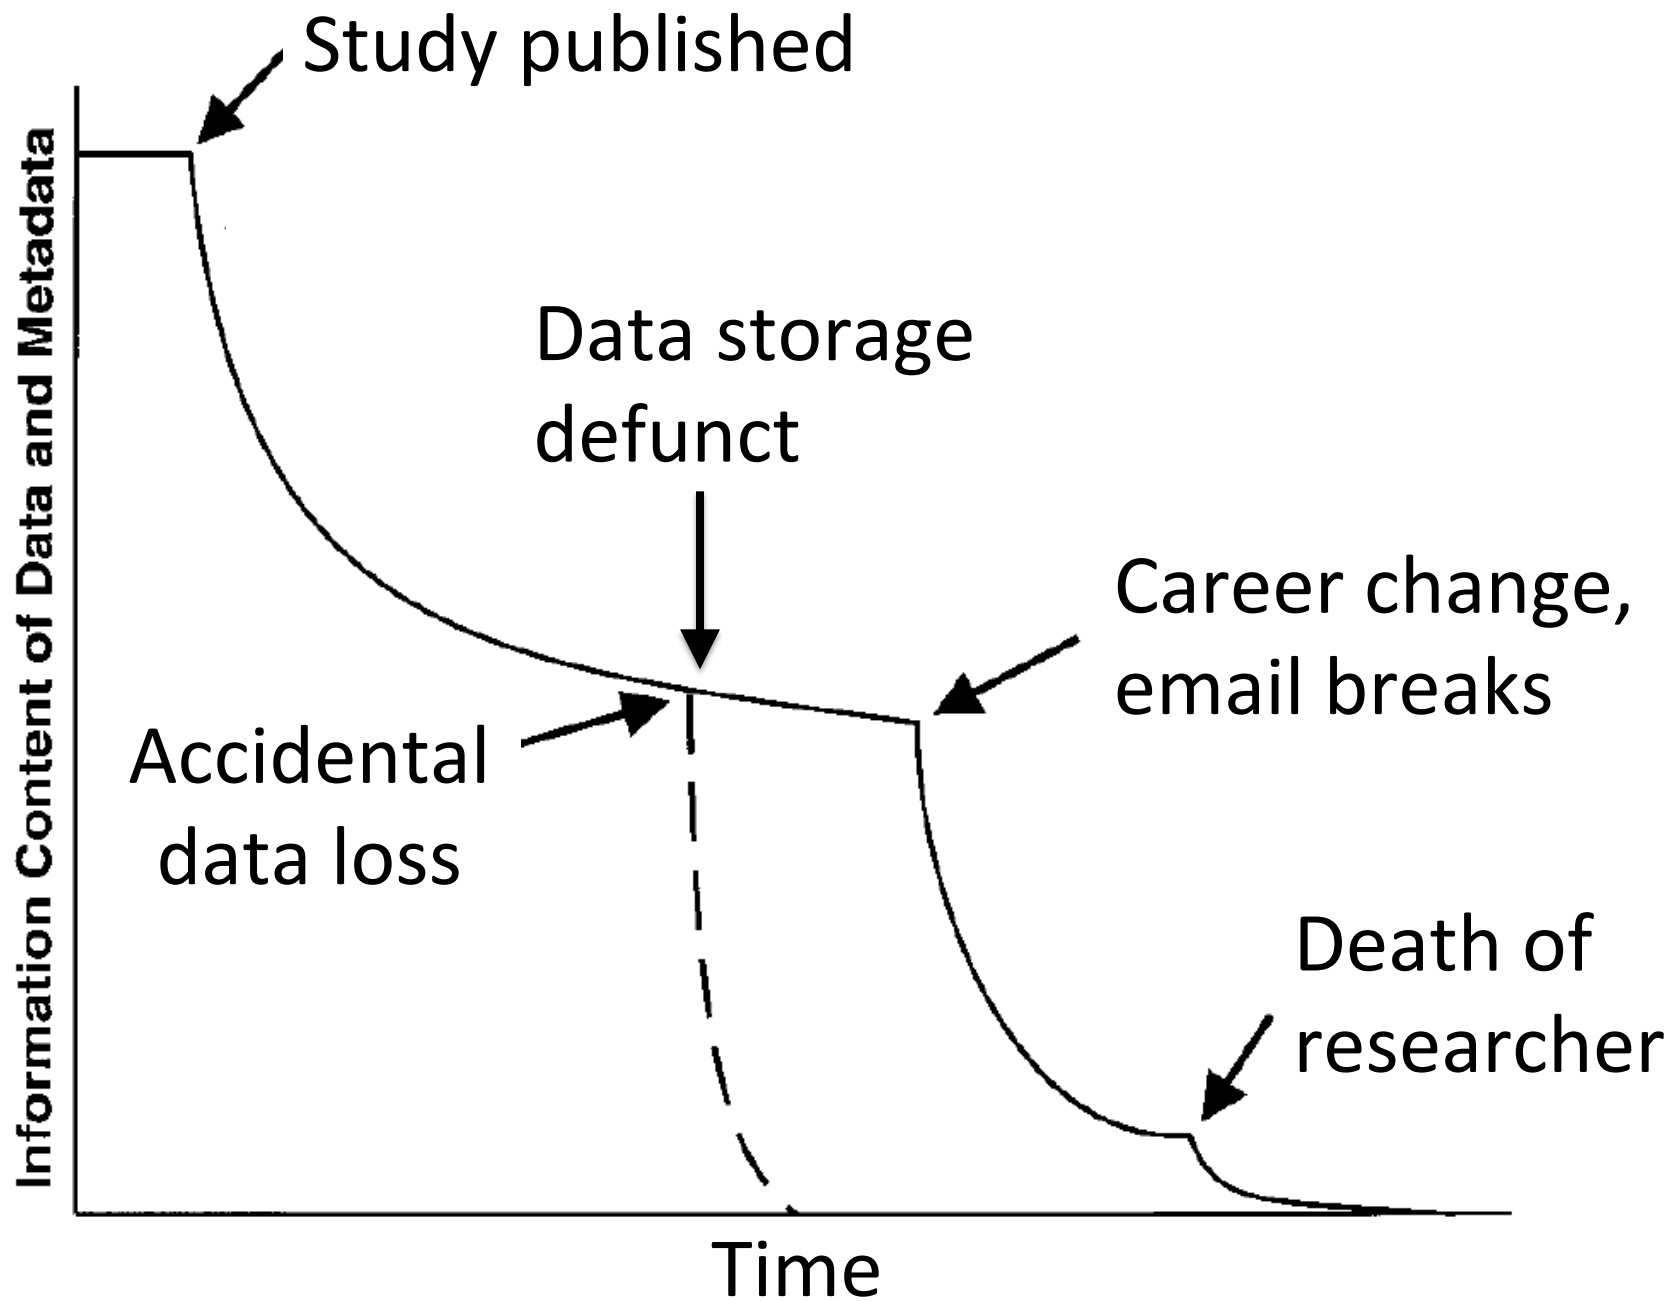 Study published
Information Content of Data and Metadata
Data storage
defunct
Career change,
email breaks
Accidental
data loss
Death of
researcher
Time